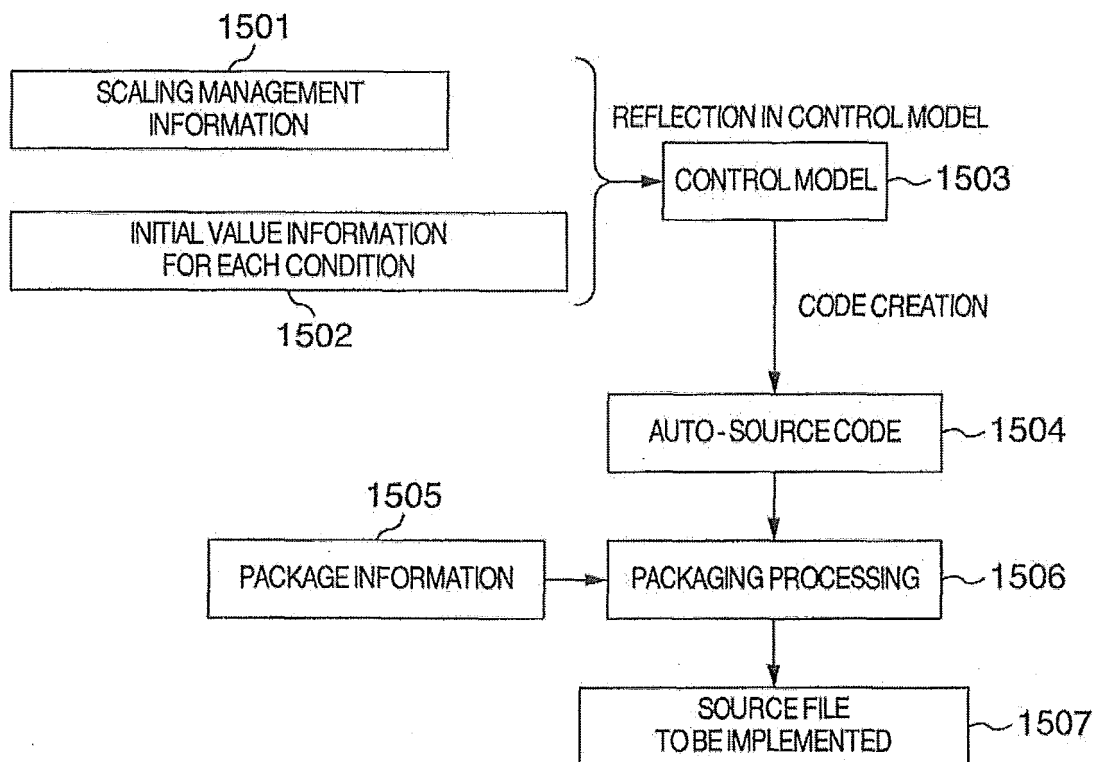 1501
SCALING MANAGEMENT
INFORMATION
REFLECTION IN CONTROL MODEL
CONTROL MODEL
1503
INITIAL VALUE INFORMATION
FOR EACH CONDITION
1502
CODE CREATION
AUTO-SOURCE CODE
1504
1505
PACKAGE INFORMATION
PACKAGING PROCESSING
1506
SOURCE FILE
TO BE IMPLEMENTED
1507